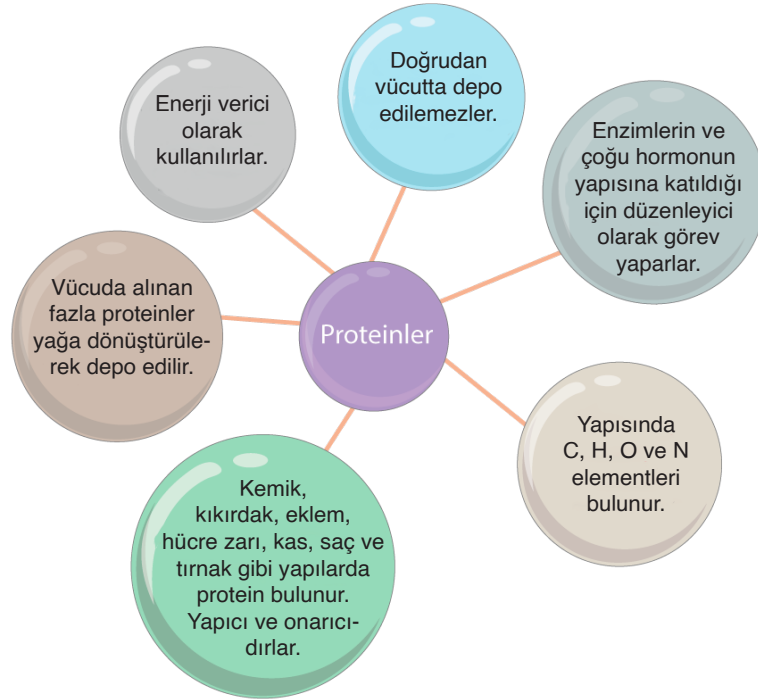 Enerji verici
olarak
kullanılırlar.
Doğrudan
vücutta depo
edilemezler.
Enzimlerin ve
çoğu hormonun
yapısına katıldığı
için düzenleyici
olarak görev
yaparlar.
Vücuda alınan
fazla proteinler
yağa dönüştürüle-
rek depo edilir.
Proteinler
Yapısında
C, H, O ve N
elementleri
bulunur.
Kemik,
kıkırdak, eklem,
hücre zarı, kas, saç ve
tırnak gibi yapılarda
protein bulunur.
Yapıcı ve onarıcı-
dırlar.